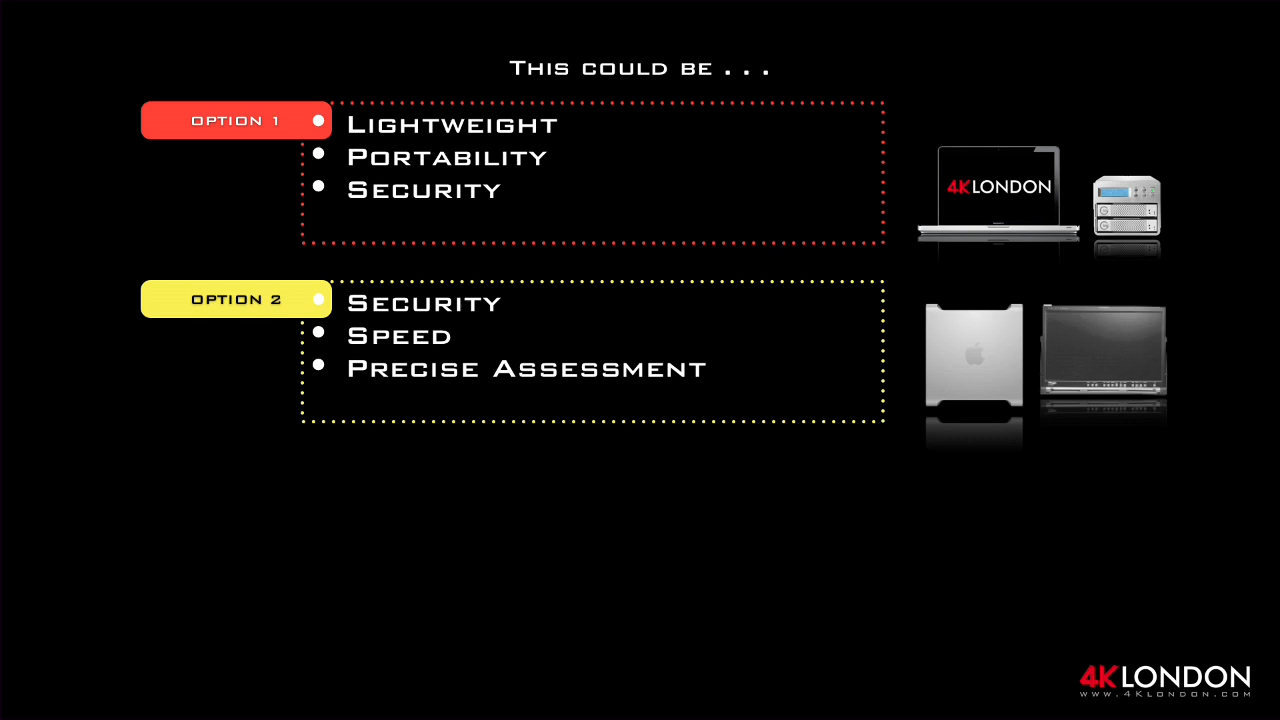 This could be . . .
OPTION 1
Lightweight
Portability
Security
4KLONDON
OPTION 2
Security
Speed
Precise Assessment
4KLONDON
www.4Klondon.com